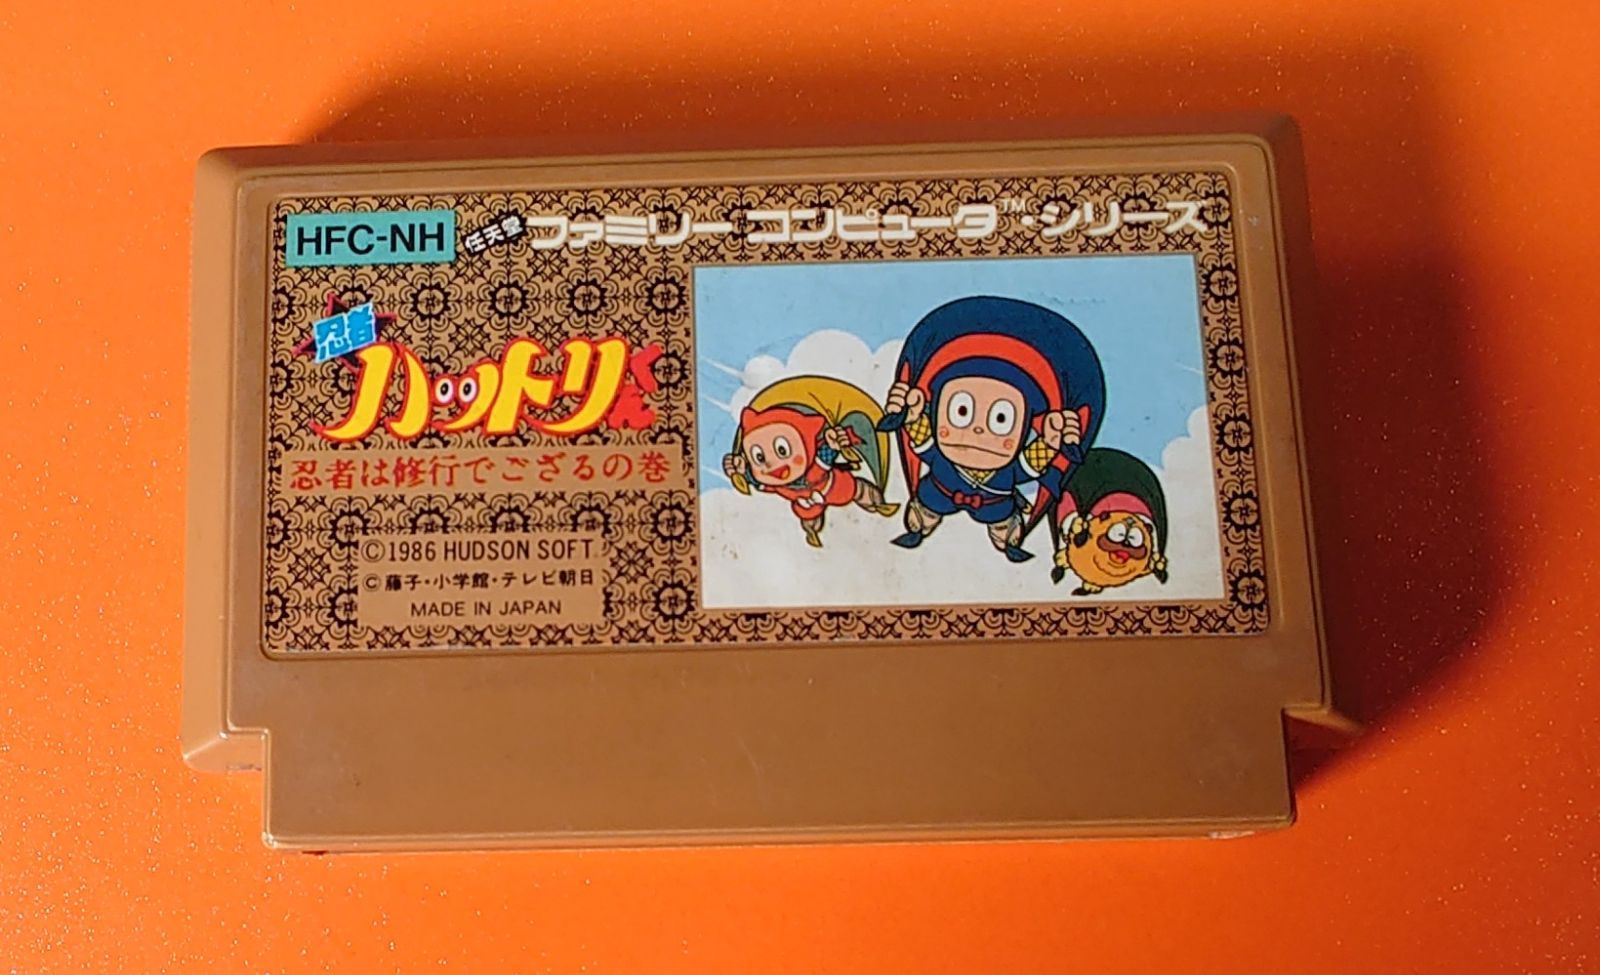 HFC-NH
任天堂 ファミリー コンピュータ™・シリーズ
忍者
ハットリくん
忍者は修行でござるの巻
©1986 HUDSON SOFT
©藤子・小学館・テレビ朝日
MADE IN JAPAN